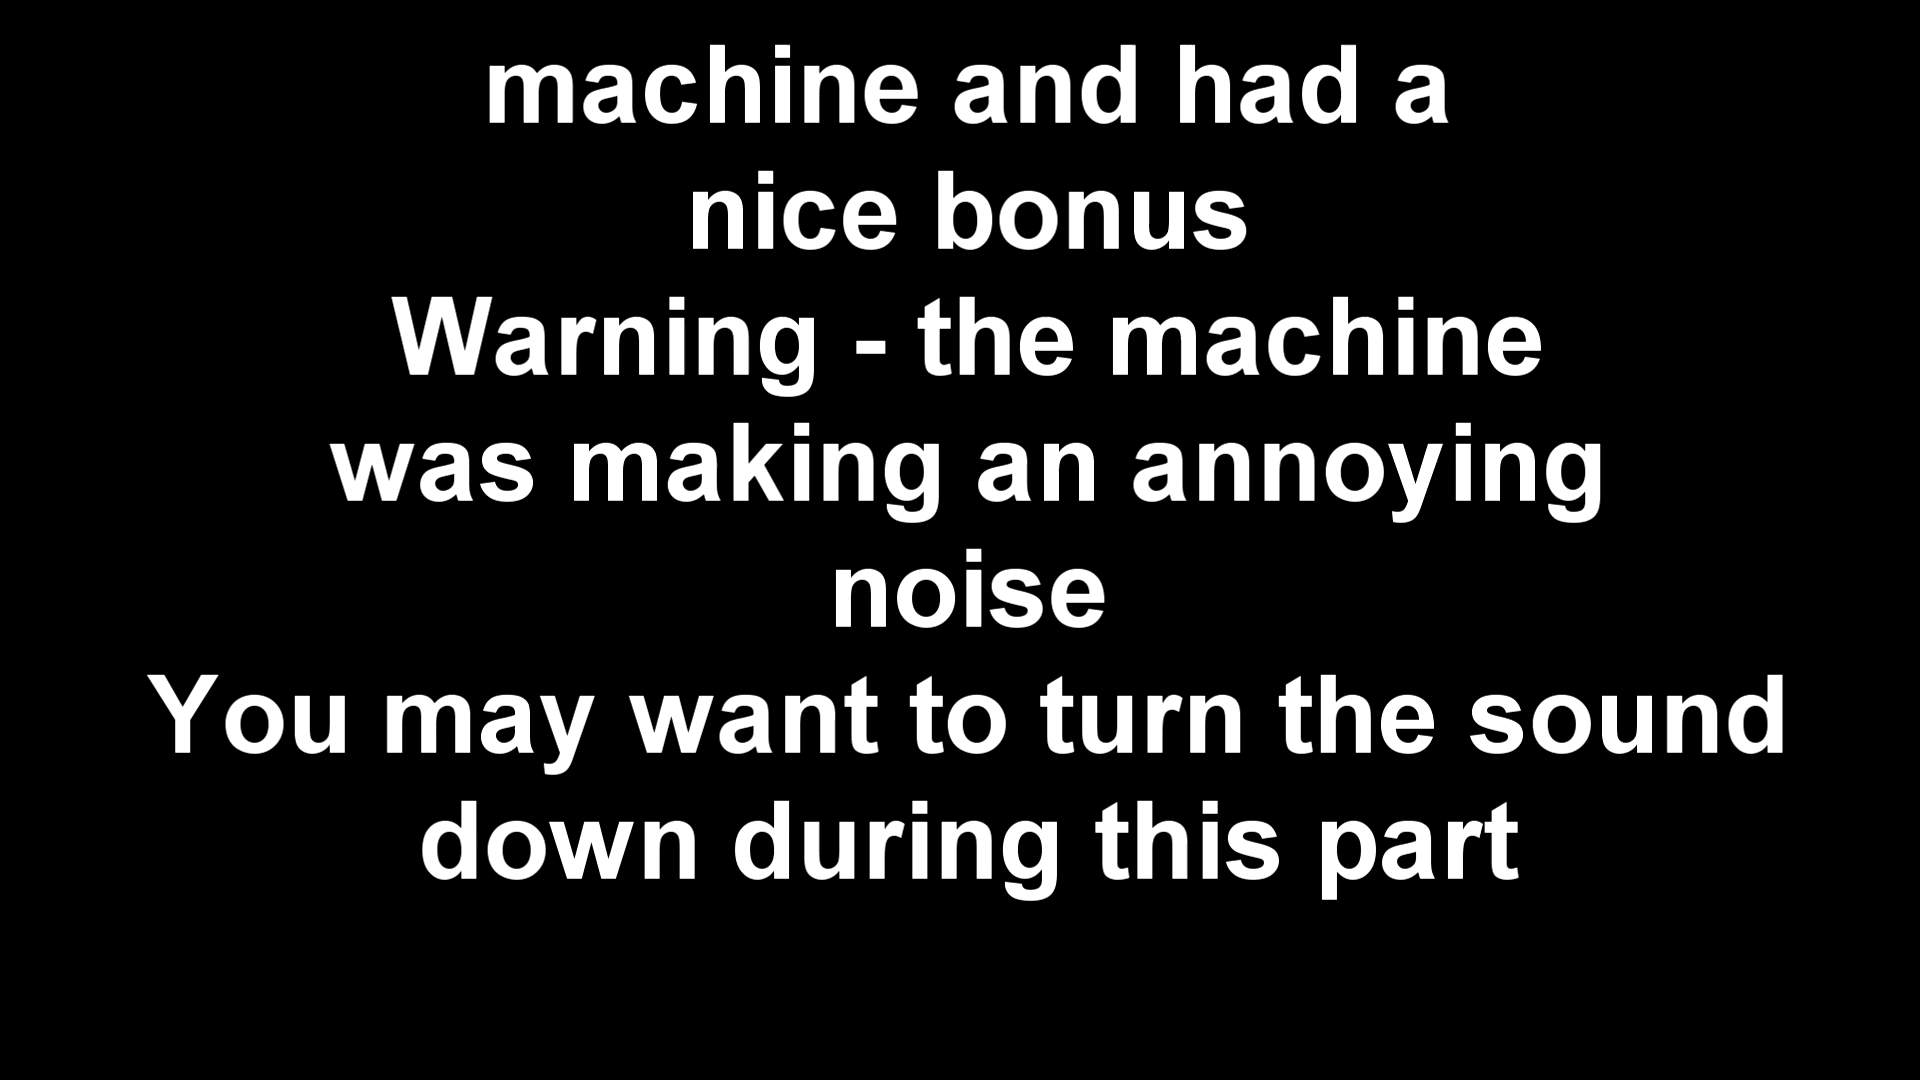 machine and had a
nice bonus
Warning - the machine
was making an annoying
noise
You may want to turn the sound
down during this part